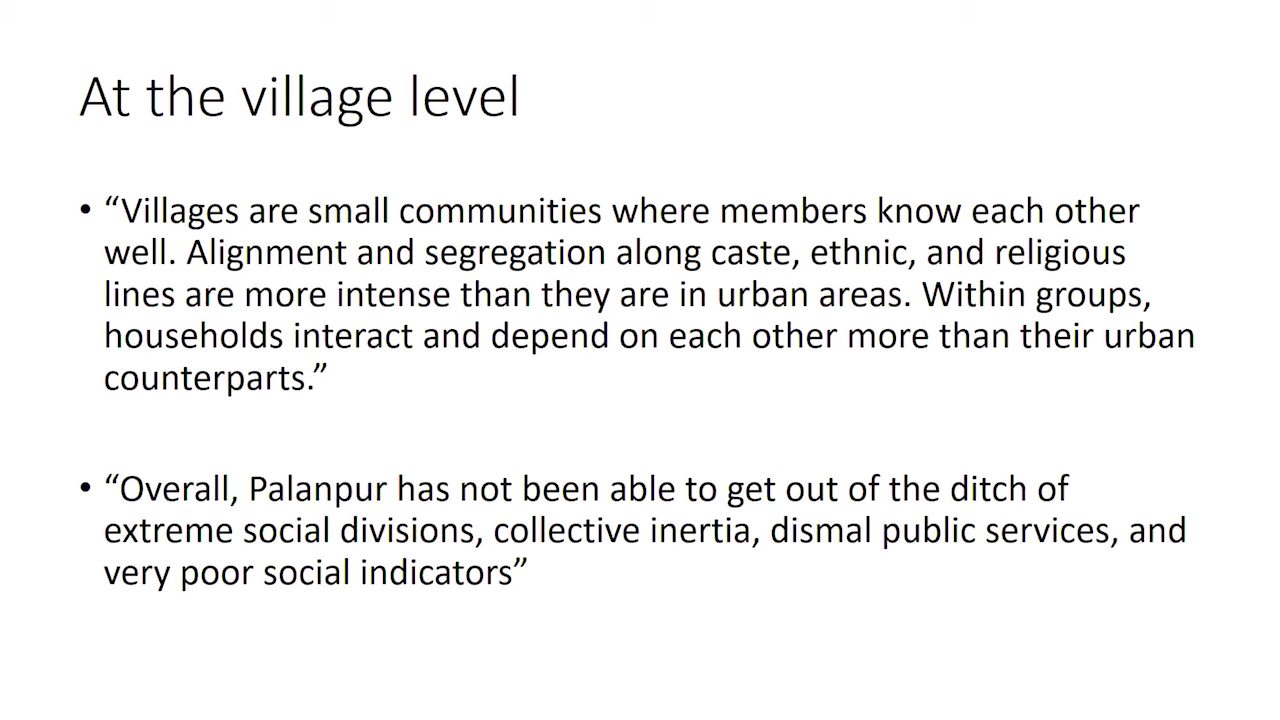 At the village level
• “Villages are small communities where members know each other
well. Alignment and segregation along caste, ethnic, and religious
lines are more intense than they are in urban areas. Within groups,
households interact and depend on each other more than their urban
counterparts.”
• “Overall, Palanpur has not been able to get out of the ditch of
extreme social divisions, collective inertia, dismal public services, and
very poor social indicators”